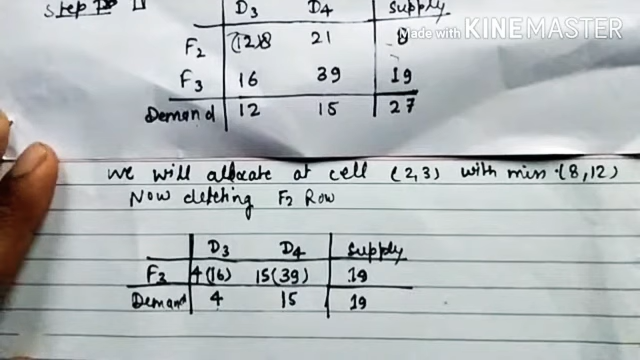 Step II
D3 D4 Supply
F2 (12)8 21 8
F3 16 39 19
Demand 12 15 27
Made with KINEMASTER
we will allocate at cell (2,3) with min (8,12)
Now deleting F2 Row
D3 D4 Supply
F3 4(16) 15(39) 19
Demand 4 15 19